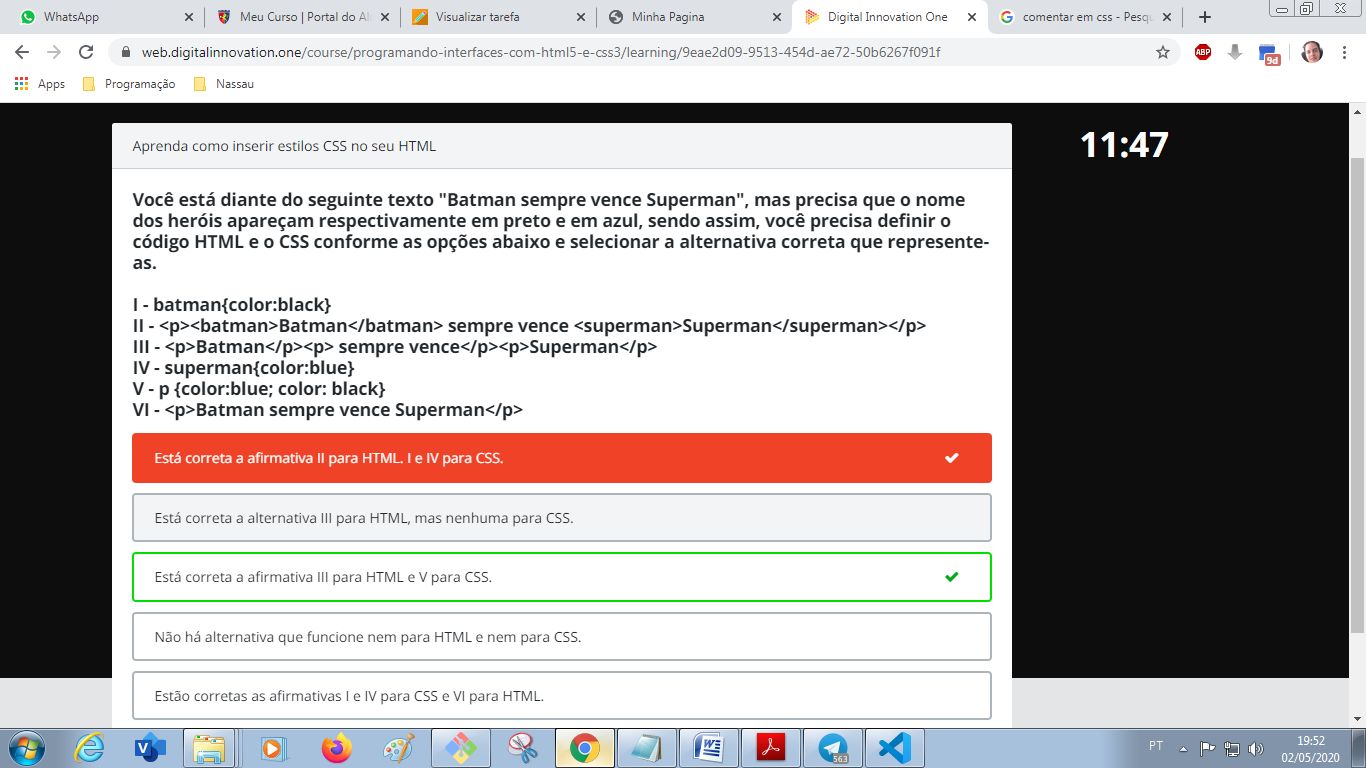 WhatsApp
Meu Curso | Portal do Al
Visualizar tarefa
Minha Pagina
Digital Innovation One
comentar em css - Pesqu
web.digitalinnovation.one/course/programando-interfaces-com-html5-e-css3/learning/9eae2d09-9513-454d-ae72-50b6267f091f
ABP
9d
Apps
Programação
Nassau
Aprenda como inserir estilos CSS no seu HTML
11:47
Você está diante do seguinte texto "Batman sempre vence Superman", mas precisa que o nome
dos heróis apareçam respectivamente em preto e em azul, sendo assim, você precisa definir o
código HTML e o CSS conforme as opções abaixo e selecionar a alternativa correta que represente-
as.
I - batman{color:black}
II - <p><batman>Batman</batman> sempre vence <superman>Superman</superman></p>
III - <p>Batman</p><p> sempre vence</p><p>Superman</p>
IV - superman{color:blue}
V - p {color:blue; color: black}
VI - <p>Batman sempre vence Superman</p>
Está correta a afirmativa II para HTML. I e IV para CSS.
Está correta a alternativa III para HTML, mas nenhuma para CSS.
Está correta a afirmativa III para HTML e V para CSS.
Não há alternativa que funcione nem para HTML e nem para CSS.
Estão corretas as afirmativas I e IV para CSS e VI para HTML.
563
PT
19:52
02/05/2020